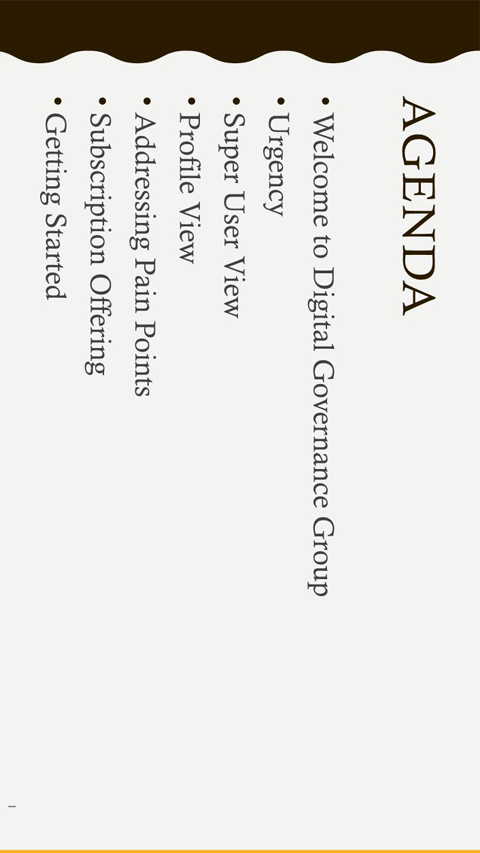 AGENDA
• Welcome to Digital Governance Group
• Urgency
• Super User View
• Profile View
• Addressing Pain Points
• Subscription Offering
• Getting Started